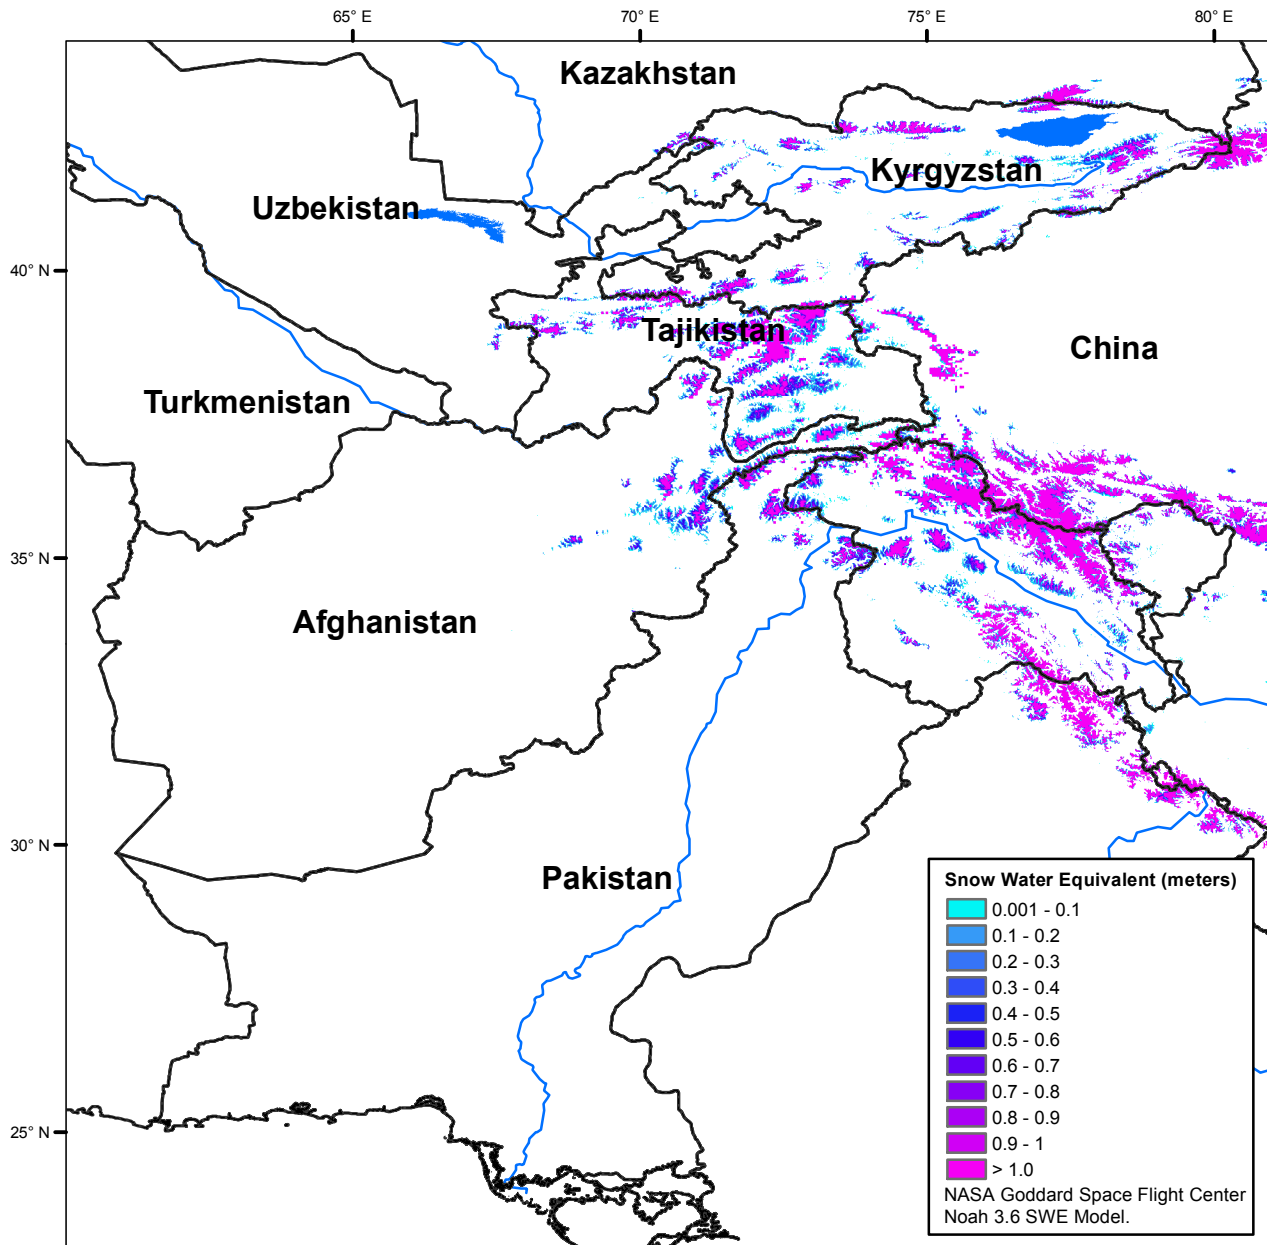 65° E
70° E
75° E
80° E
Kazakhstan
Kyrgyzstan
Uzbekistan
40° N
Tajikistan
China
Turkmenistan
35° N
Afghanistan
30° N
Pakistan
25° N
Snow Water Equivalent (meters)
0.001 - 0.1
0.1 - 0.2
0.2 - 0.3
0.3 - 0.4
0.4 - 0.5
0.5 - 0.6
0.6 - 0.7
0.7 - 0.8
0.8 - 0.9
0.9 - 1
> 1.0
NASA Goddard Space Flight Center
Noah 3.6 SWE Model.